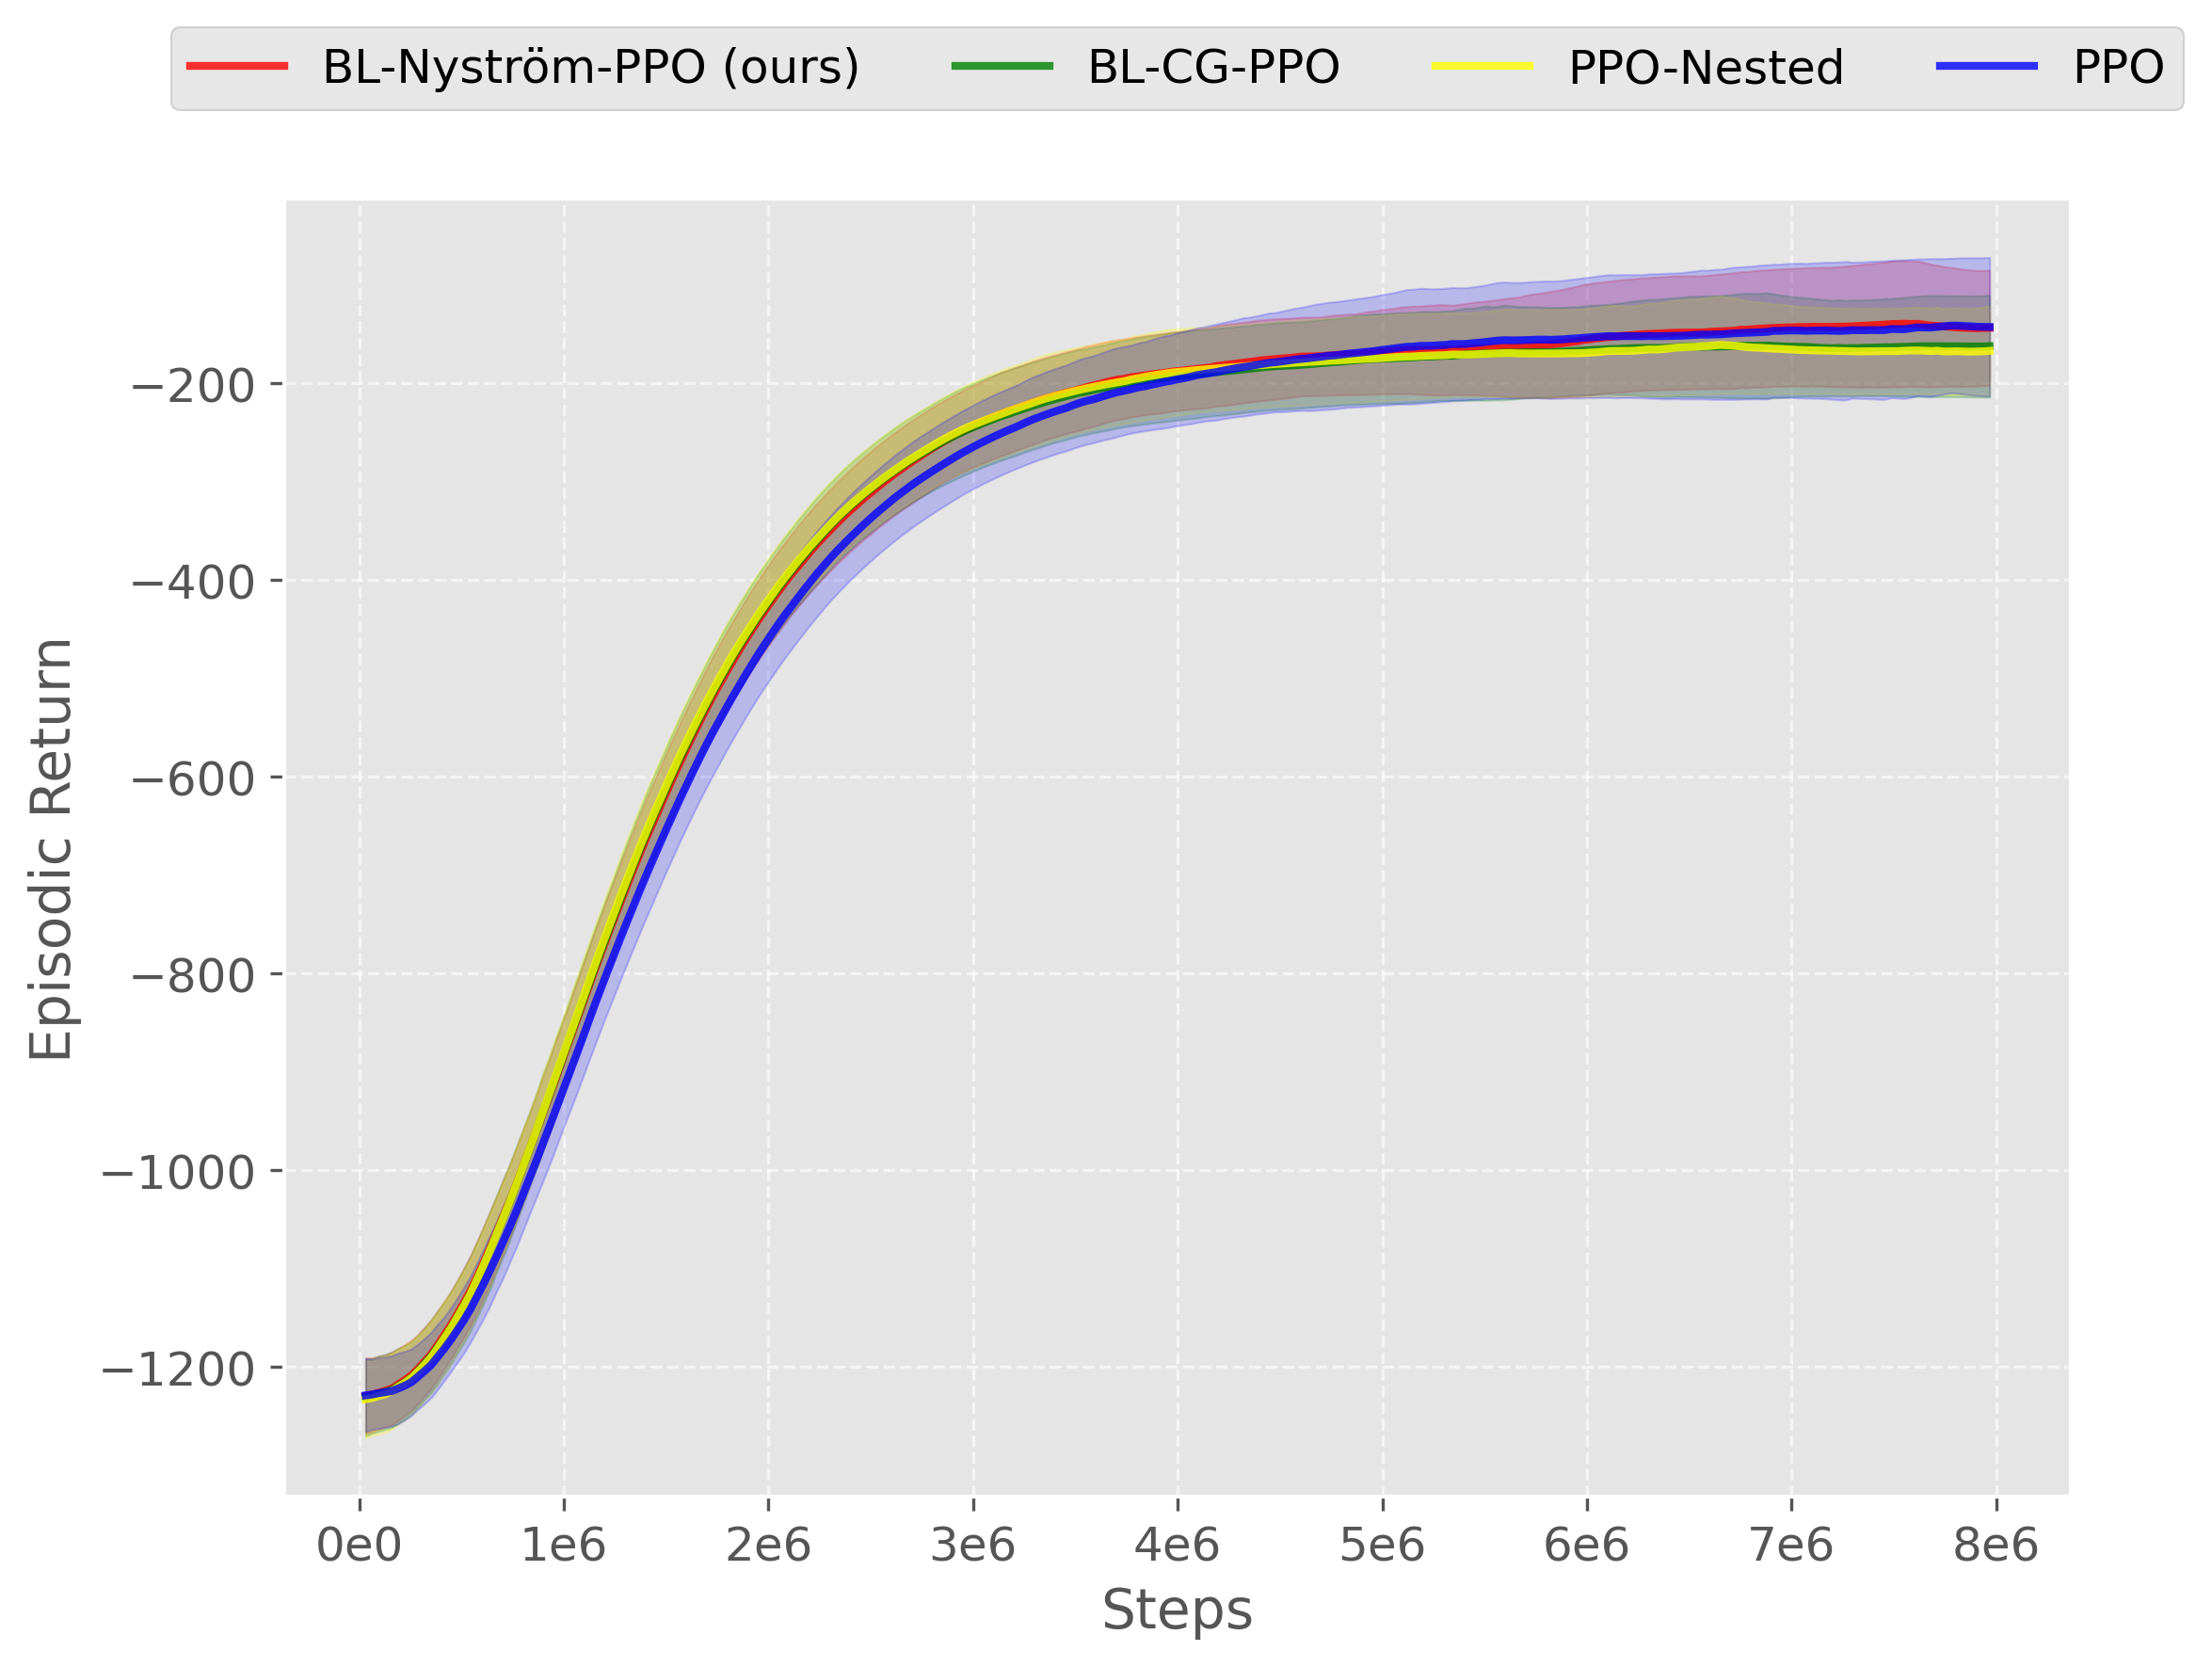 BL-Nyström-PPO (ours) BL-CG-PPO PPO-Nested PPO
Episodic Return
−200
−400
−600
−800
−1000
−1200
0e0 1e6 2e6 3e6 4e6 5e6 6e6 7e6 8e6
Steps